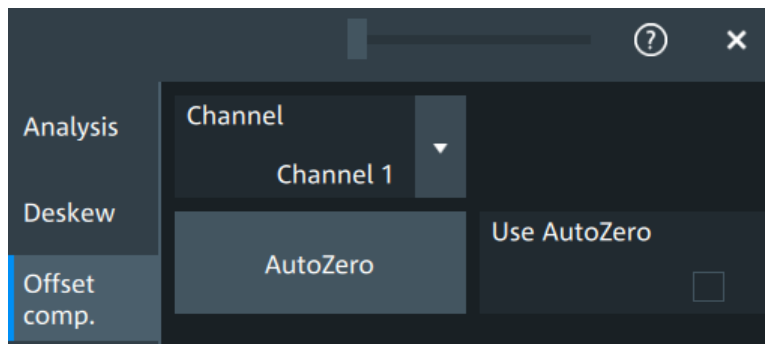 ?
Analysis
Channel
Channel 1
Deskew
AutoZero
Use AutoZero
Offset
comp.